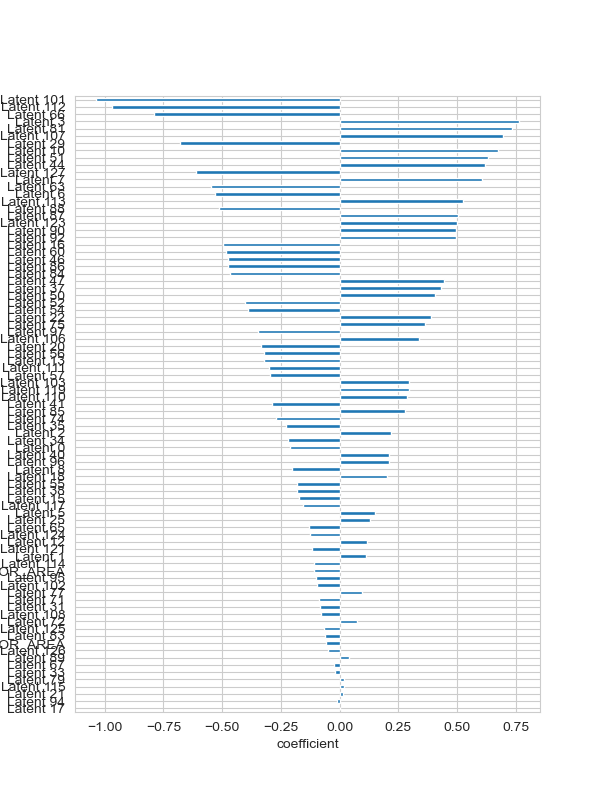 Latent 101
Latent 112
Latent 66
Latent 3
Latent 81
Latent 107
Latent 29
Latent 10
Latent 51
Latent 44
Latent 127
Latent 7
Latent 63
Latent 6
Latent 113
Latent 88
Latent 87
Latent 123
Latent 90
Latent 92
Latent 16
Latent 60
Latent 46
Latent 86
Latent 64
Latent 47
Latent 37
Latent 50
Latent 52
Latent 54
Latent 22
Latent 75
Latent 97
Latent 106
Latent 20
Latent 56
Latent 13
Latent 111
Latent 57
Latent 103
Latent 119
Latent 110
Latent 41
Latent 85
Latent 74
Latent 35
Latent 2
Latent 34
Latent 0
Latent 40
Latent 96
Latent 8
Latent 18
Latent 55
Latent 38
Latent 15
Latent 117
Latent 5
Latent 25
Latent 65
Latent 124
Latent 12
Latent 121
Latent 1
Latent 114
OR_AREA
Latent 95
Latent 102
Latent 77
Latent 71
Latent 31
Latent 108
Latent 72
Latent 125
Latent 83
OR_AREA
Latent 126
Latent 89
Latent 67
Latent 33
Latent 79
Latent 115
Latent 21
Latent 94
Latent 17
−1.00 −0.75 −0.50 −0.25 0.00 0.25 0.50 0.75
coefficient